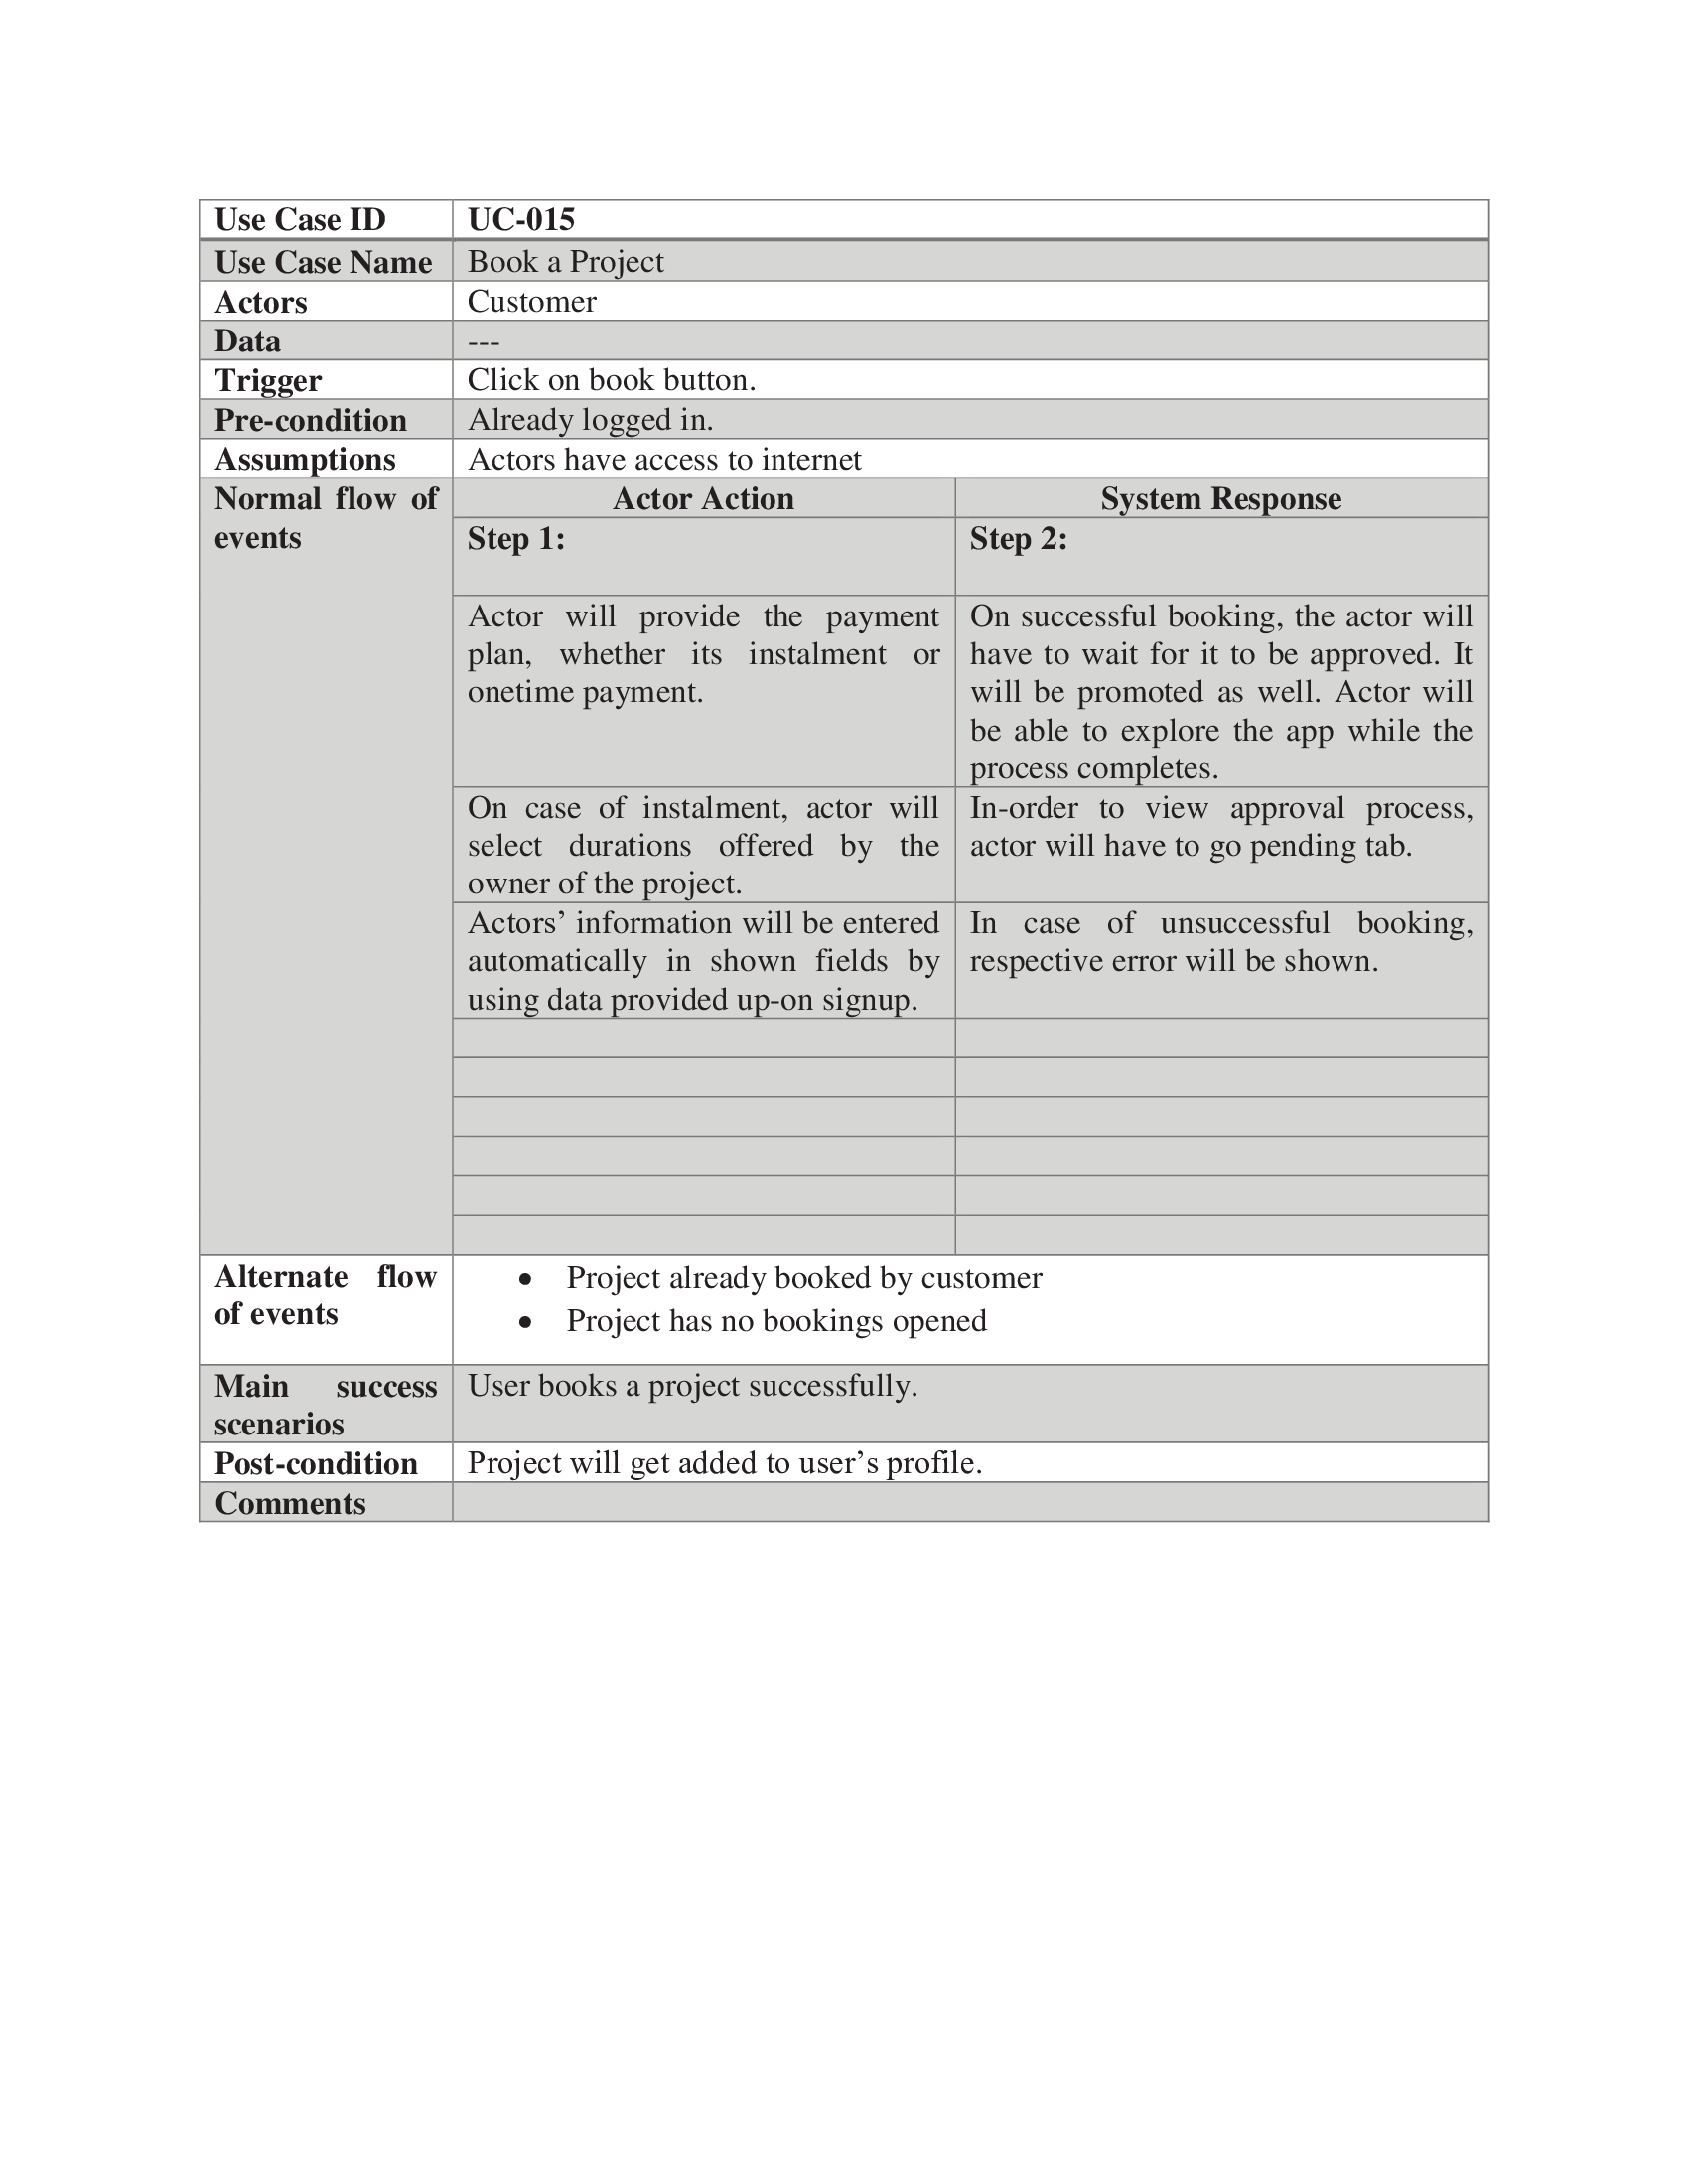 Use Case ID UC-015
Use Case Name Book a Project
Actors Customer
Data ---
Trigger Click on book button.
Pre-condition Already logged in.
Assumptions Actors have access to internet
Normal flow of
events
Actor Action System Response
Step 1: Step 2:
Actor will provide the payment
plan, whether its instalment or
onetime payment.
On successful booking, the actor will
have to wait for it to be approved. It
will be promoted as well. Actor will
be able to explore the app while the
process completes.
On case of instalment, actor will
select durations offered by the
owner of the project.
In-order to view approval process,
actor will have to go pending tab.
Actors’ information will be entered
automatically in shown fields by
using data provided up-on signup.
In case of unsuccessful booking,
respective error will be shown.
Alternate flow
of events
• Project already booked by customer
• Project has no bookings opened
Main success
scenarios
User books a project successfully.
Post-condition Project will get added to user’s profile.
Comments